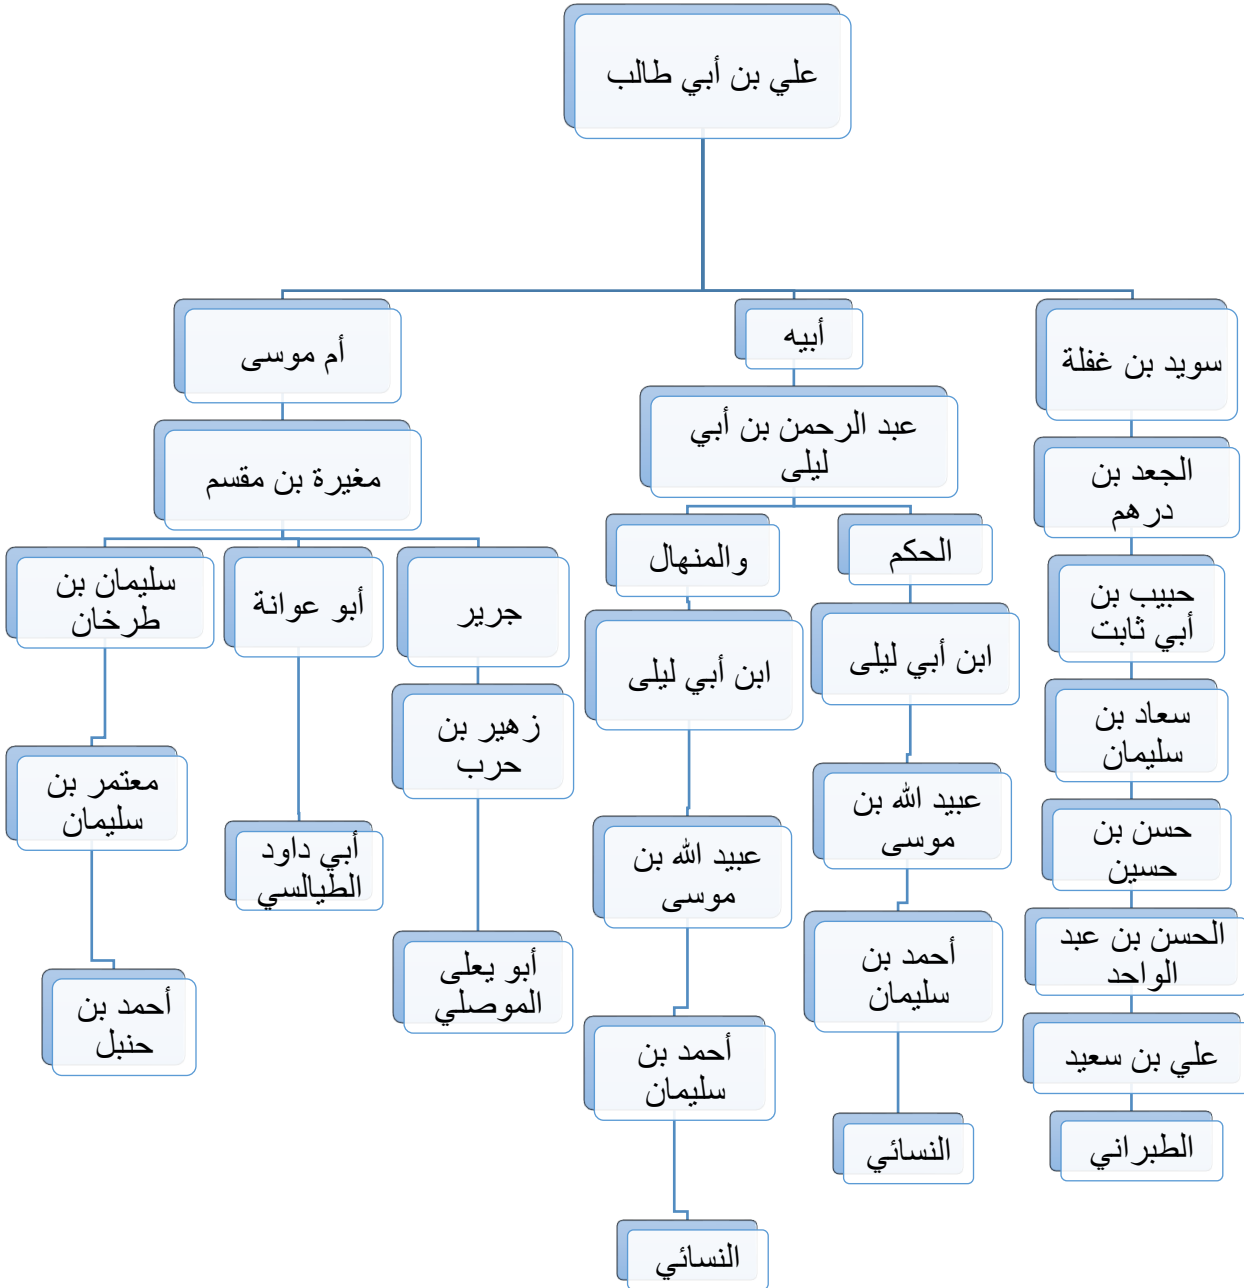 علي بن أبي طالب
سويد بن غفلة
أبيه
أم موسى
عبد الرحمن بن أبي
ليلى
مغيرة بن مقسم
الجعد بن
درهم
الحكم
والمنهال
جرير
أبو عوانة
سليمان بن
طرخان
حبيب بن
أبي ثابت
ابن أبي ليلى
ابن أبي ليلى
زهير بن
حرب
سعاد بن
سليمان
معتمر بن
سليمان
عبيد الله بن
موسى
عبيد الله بن
موسى
أبي داود
الطيالسي
حسن بن
حسين
الحسن بن عبد
الواحد
أحمد بن
سليمان
أبو يعلى
الموصلي
أحمد بن
حنبل
علي بن سعيد
أحمد بن
سليمان
الطبراني
النسائي
النسائي